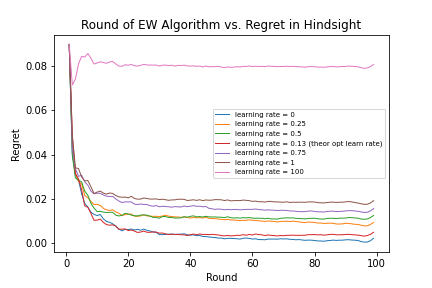 Round of EW Algorithm vs. Regret in Hindsight
0.08
0.06
0.04
0.02
0.00
Regret
learning rate = 0
learning rate = 0.25
learning rate = 0.5
learning rate = 0.13 (theor opt learn rate)
learning rate = 0.75
learning rate = 1
learning rate = 100
0 20 40 60 80 100
Round